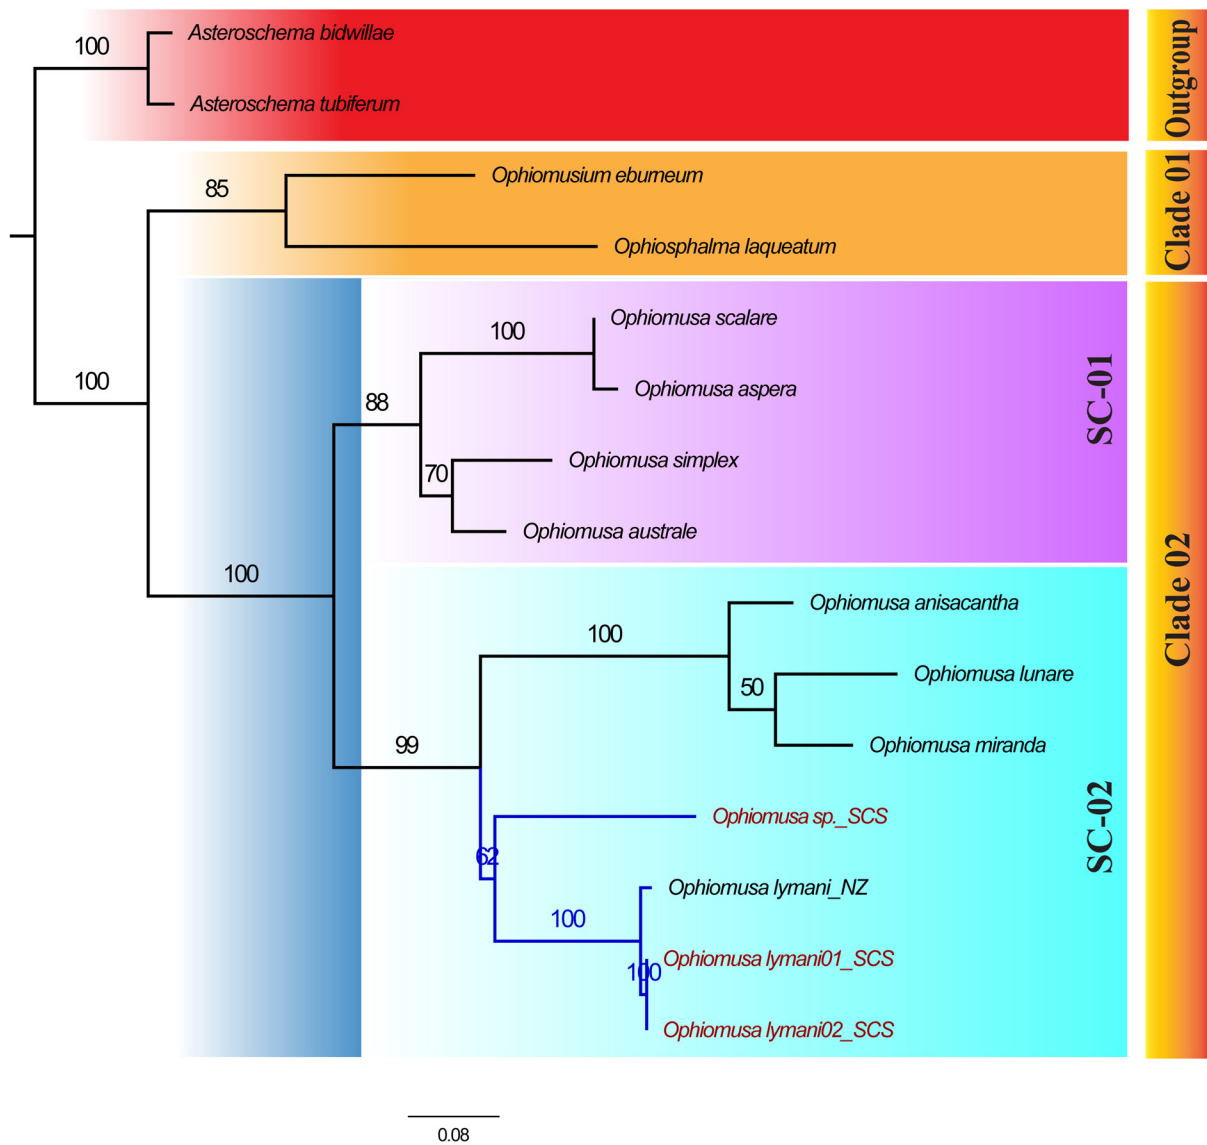 Asteroschema bidwillae
100
Asteroschema tubiferum
Outgroup
Ophiomusium eburneum
85
Ophiosphalma laqueatum
Clade 01
Ophiomusa scalare
100
100
Ophiomusa aspera
88
SC-01
Ophiomusa simplex
70
Ophiomusa australe
100
Clade 02
Ophiomusa anisacantha
100
Ophiomusa lunare
50
99
Ophiomusa miranda
Ophiomusa sp._SCS
SC-02
62
Ophiomusa lymani_NZ
100
Ophiomusa lymani01_SCS
100
Ophiomusa lymani02_SCS
0.08